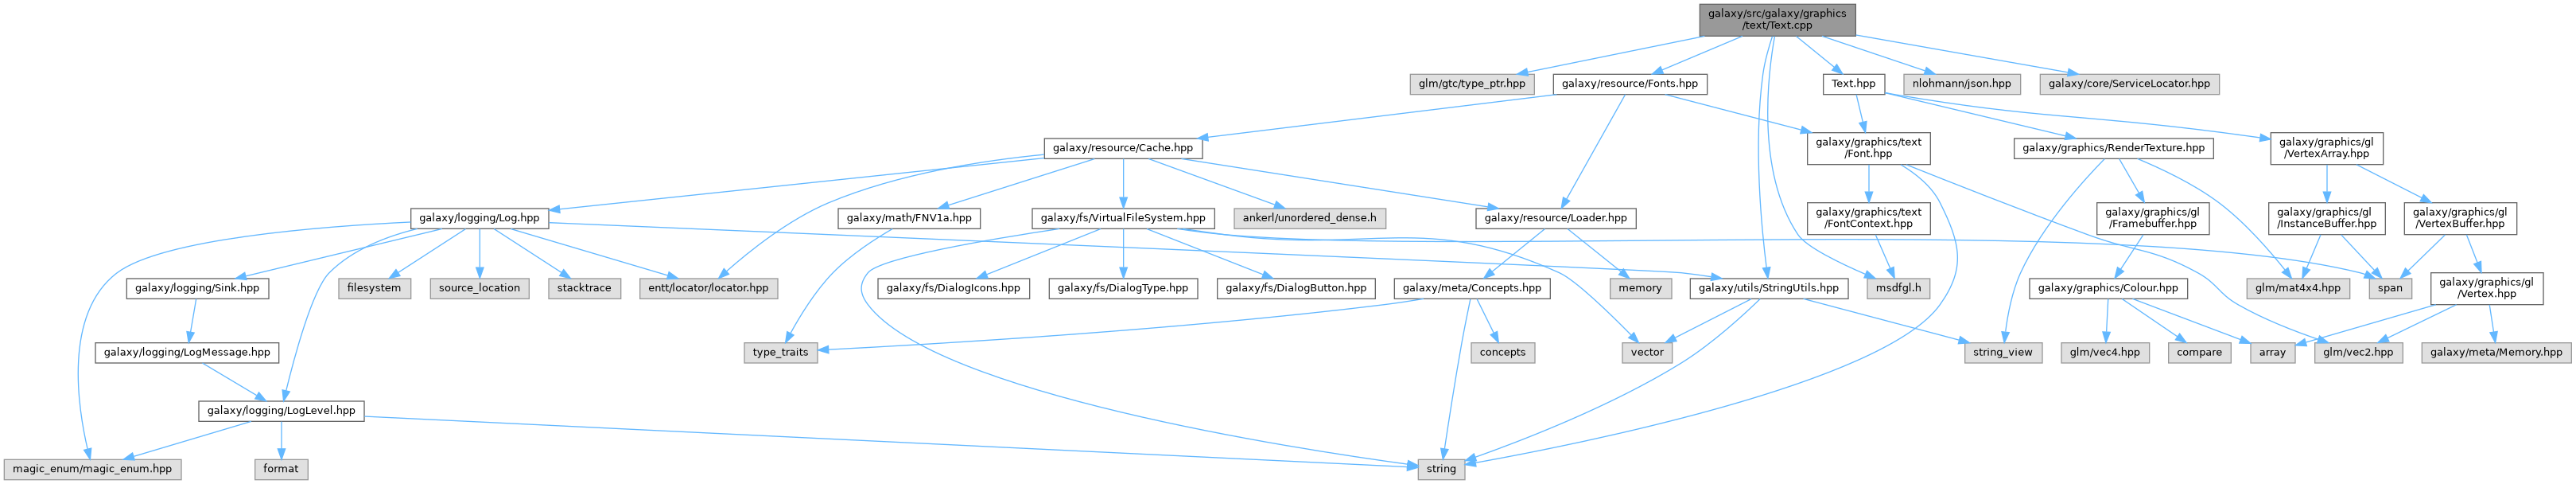 galaxy/src/galaxy/graphics
/text/Text.cpp
glm/gtc/type_ptr.hpp
galaxy/resource/Fonts.hpp
Text.hpp
nlohmann/json.hpp
galaxy/core/ServiceLocator.hpp
galaxy/resource/Cache.hpp
galaxy/graphics/text
/Font.hpp
galaxy/graphics/RenderTexture.hpp
galaxy/graphics/gl
/VertexArray.hpp
galaxy/logging/Log.hpp
galaxy/math/FNV1a.hpp
galaxy/fs/VirtualFileSystem.hpp
ankerl/unordered_dense.h
galaxy/resource/Loader.hpp
galaxy/graphics/text
/FontContext.hpp
galaxy/graphics/gl
/Framebuffer.hpp
galaxy/graphics/gl
/InstanceBuffer.hpp
galaxy/graphics/gl
/VertexBuffer.hpp
galaxy/logging/Sink.hpp
filesystem
source_location
stacktrace
entt/locator/locator.hpp
galaxy/fs/DialogIcons.hpp
galaxy/fs/DialogType.hpp
galaxy/fs/DialogButton.hpp
galaxy/meta/Concepts.hpp
memory
galaxy/utils/StringUtils.hpp
msdfgl.h
galaxy/graphics/Colour.hpp
glm/mat4x4.hpp
span
galaxy/graphics/gl
/Vertex.hpp
galaxy/logging/LogMessage.hpp
type_traits
concepts
vector
string_view
glm/vec4.hpp
compare
array
glm/vec2.hpp
galaxy/meta/Memory.hpp
galaxy/logging/LogLevel.hpp
magic_enum/magic_enum.hpp
format
string